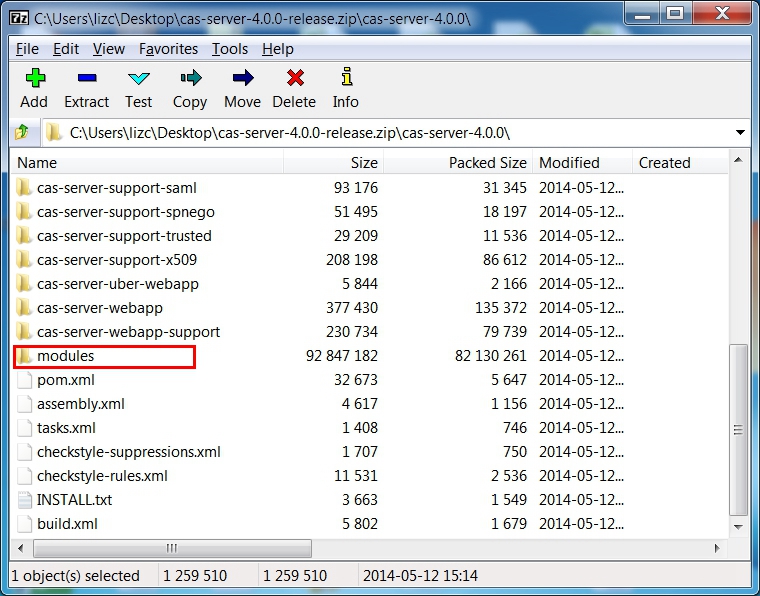 7z C:\Users\lizc\Desktop\cas-server-4.0.0-release.zip\cas-server-4.0.0\
File Edit View Favorites Tools Help
Add Extract Test Copy Move Delete Info
C:\Users\lizc\Desktop\cas-server-4.0.0-release.zip\cas-server-4.0.0\
Name Size Packed Size Modified Created
cas-server-support-saml 93 176 31 345 2014-05-12...
cas-server-support-spnego 51 495 18 197 2014-05-12...
cas-server-support-trusted 29 209 11 536 2014-05-12...
cas-server-support-x509 208 198 86 612 2014-05-12...
cas-server-uber-webapp 5 844 2 166 2014-05-12...
cas-server-webapp 377 430 135 372 2014-05-12...
cas-server-webapp-support 230 734 79 739 2014-05-12...
modules 92 847 182 82 130 261 2014-05-12...
pom.xml 32 673 5 647 2014-05-12...
assembly.xml 4 617 1 156 2014-05-12...
tasks.xml 1 408 746 2014-05-12...
checkstyle-suppressions.xml 1 707 750 2014-05-12...
checkstyle-rules.xml 11 531 2 536 2014-05-12...
INSTALL.txt 3 663 1 549 2014-05-12...
build.xml 5 802 1 679 2014-05-12...
1 object(s) selected 1 259 510 1 259 510 2014-05-12 15:14